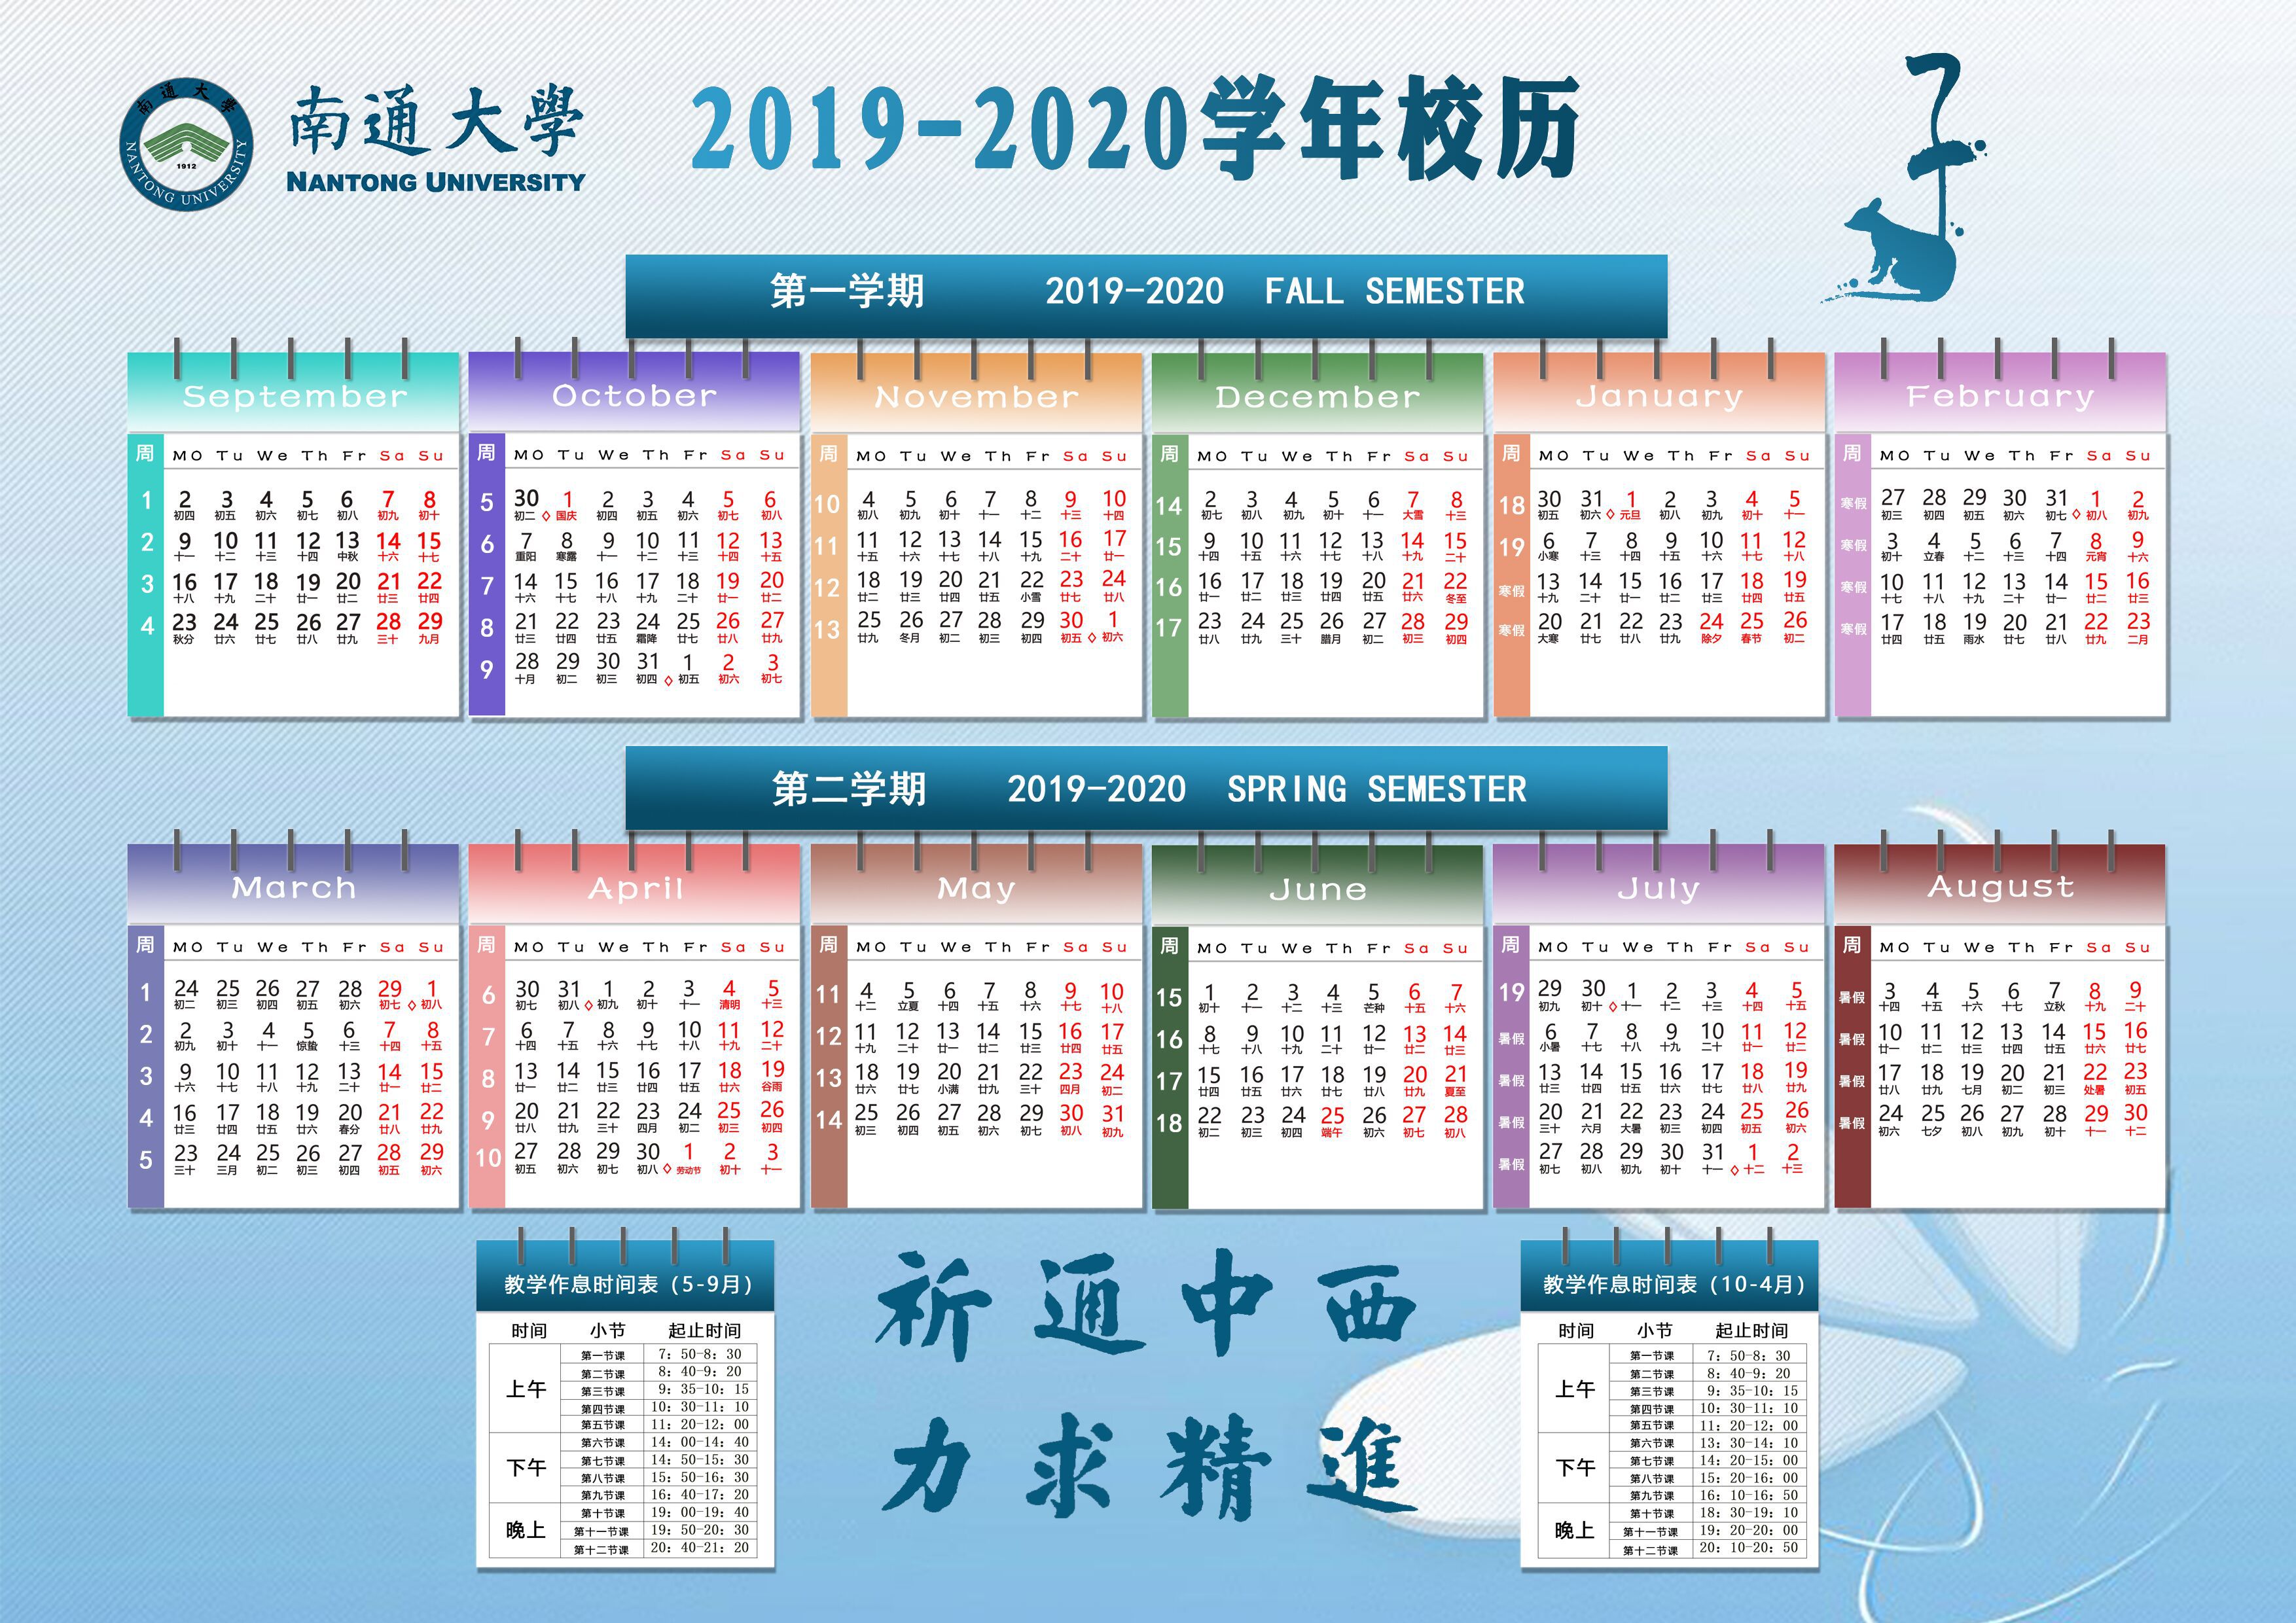 南通大學
NANTONG UNIVERSITY
1912
南通大學
NANTONG UNIVERSITY
2019-2020学年校历
子
第一学期 2019-2020 FALL SEMESTER
September
周 MO Tu We Th Fr Sa Su
1 2 3 4 5 6 7 8
初四 初五 初六 初七 初八 初九 初十
2 9 10 11 12 13 14 15
十一 十二 十三 十四 中秋 十六 十七
3 16 17 18 19 20 21 22
十八 十九 二十 廿一 廿二 廿三 廿四
4 23 24 25 26 27 28 29
秋分 廿六 廿七 廿八 廿九 三十 九月
October
周 MO Tu We Th Fr Sa Su
5 30 1 2 3 4 5 6
初二 ◇ 国庆 初四 初五 初六 初七 初八
6 7 8 9 10 11 12 13
重阳 寒露 十一 十二 十三 十四 十五
7 14 15 16 17 18 19 20
十六 十七 十八 十九 二十 廿一 廿二
8 21 22 23 24 25 26 27
廿三 廿四 廿五 霜降 廿七 廿八 廿九
9 28 29 30 31 1 2 3
十月 初二 初三 初四 ◇ 初五 初六 初七
November
周 MO Tu We Th Fr Sa Su
10 4 5 6 7 8 9 10
初八 初九 初十 十一 十二 十三 十四
11 11 12 13 14 15 16 17
十五 十六 十七 十八 十九 二十 廿一
12 18 19 20 21 22 23 24
廿二 廿三 廿四 廿五 小雪 廿七 廿八
13 25 26 27 28 29 30 1
廿九 冬月 初二 初三 初四 初五 ◇ 初六
December
周 MO Tu We Th Fr Sa Su
14 2 3 4 5 6 7 8
初七 初八 初九 初十 十一 大雪 十三
15 9 10 11 12 13 14 15
十四 十五 十六 十七 十八 十九 二十
16 16 17 18 19 20 21 22
廿一 廿二 廿三 廿四 廿五 廿六 冬至
17 23 24 25 26 27 28 29
廿八 廿九 三十 腊月 初二 初三 初四
January
周 MO Tu We Th Fr Sa Su
18 30 31 1 2 3 4 5
初五 初六 ◇ 元旦 初八 初九 初十 十一
19 6 7 8 9 10 11 12
小寒 十三 十四 十五 十六 十七 十八
寒假 13 14 15 16 17 18 19
十九 二十 廿一 廿二 廿三 廿四 廿五
寒假 20 21 22 23 24 25 26
大寒 廿七 廿八 廿九 除夕 春节 初二
February
周 MO Tu We Th Fr Sa Su
寒假 27 28 29 30 31 1 2
初三 初四 初五 初六 初七 ◇ 初八 初九
寒假 3 4 5 6 7 8 9
初十 立春 十二 十三 十四 元宵 十六
寒假 10 11 12 13 14 15 16
十七 十八 十九 二十 廿一 廿二 廿三
寒假 17 18 19 20 21 22 23
廿四 廿五 雨水 廿七 廿八 廿九 二月
第二学期 2019-2020 SPRING SEMESTER
March
周 MO Tu We Th Fr Sa Su
1 24 25 26 27 28 29 1
初二 初三 初四 初五 初六 初七 ◇ 初八
2 2 3 4 5 6 7 8
初九 初十 十一 惊蛰 十三 十四 十五
3 9 10 11 12 13 14 15
十六 十七 十八 十九 二十 廿一 廿二
4 16 17 18 19 20 21 22
廿三 廿四 廿五 廿六 春分 廿八 廿九
5 23 24 25 26 27 28 29
三十 三月 初二 初三 初四 初五 初六
April
周 MO Tu We Th Fr Sa Su
6 30 31 1 2 3 4 5
初七 初八 ◇ 初九 初十 十一 清明 十三
7 6 7 8 9 10 11 12
十四 十五 十六 十七 十八 十九 二十
8 13 14 15 16 17 18 19
廿一 廿二 廿三 廿四 廿五 廿六 谷雨
9 20 21 22 23 24 25 26
廿八 廿九 三十 四月 初二 初三 初四
10 27 28 29 30 1 2 3
初五 初六 初七 初八 ◇ 劳动节 初十 十一
May
周 MO Tu We Th Fr Sa Su
11 4 5 6 7 8 9 10
十二 立夏 十四 十五 十六 十七 十八
12 11 12 13 14 15 16 17
十九 二十 廿一 廿二 廿三 廿四 廿五
13 18 19 20 21 22 23 24
廿六 廿七 小满 廿九 三十 四月 初二
14 25 26 27 28 29 30 31
初三 初四 初五 初六 初七 初八 初九
June
周 MO Tu We Th Fr Sa Su
15 1 2 3 4 5 6 7
初十 十一 十二 十三 芒种 十五 十六
16 8 9 10 11 12 13 14
十七 十八 十九 二十 廿一 廿二 廿三
17 15 16 17 18 19 20 21
廿四 廿五 廿六 廿七 廿八 廿九 夏至
18 22 23 24 25 26 27 28
初二 初三 初四 端午 初六 初七 初八
July
周 MO Tu We Th Fr Sa Su
19 29 30 1 2 3 4 5
初九 初十 ◇ 十一 十二 十三 十四 十五
暑假 6 7 8 9 10 11 12
小暑 十七 十八 十九 二十 廿一 廿二
暑假 13 14 15 16 17 18 19
廿三 廿四 廿五 廿六 廿七 廿八 廿九
暑假 20 21 22 23 24 25 26
三十 六月 大暑 初三 初四 初五 初六
暑假 27 28 29 30 31 1 2
初七 初八 初九 初十 十一 ◇ 十二 十三
August
周 MO Tu We Th Fr Sa Su
暑假 3 4 5 6 7 8 9
十四 十五 十六 十七 立秋 十九 二十
暑假 10 11 12 13 14 15 16
廿一 廿二 廿三 廿四 廿五 廿六 廿七
暑假 17 18 19 20 21 22 23
廿八 廿九 七月 初二 初三 处暑 初五
暑假 24 25 26 27 28 29 30
初六 七夕 初八 初九 初十 十一 十二
教学作息时间表（5-9月）
时间 小节 起止时间
上午
第一节课 7：50-8：30
第二节课 8：40-9：20
第三节课 9：35-10：15
第四节课 10：30-11：10
第五节课 11：20-12：00
下午
第六节课 14：00-14：40
第七节课 14：50-15：30
第八节课 15：50-16：30
第九节课 16：40-17：20
晚上
第十节课 19：00-19：40
第十一节课 19：50-20：30
第十二节课 20：40-21：20
祈通中西
力求精進
教学作息时间表（10-4月）
时间 小节 起止时间
上午
第一节课 7：50-8：30
第二节课 8：40-9：20
第三节课 9：35-10：15
第四节课 10：30-11：10
第五节课 11：20-12：00
下午
第六节课 13：30-14：10
第七节课 14：20-15：00
第八节课 15：20-16：00
第九节课 16：10-16：50
晚上
第十节课 18：30-19：10
第十一节课 19：20-20：00
第十二节课 20：10-20：50